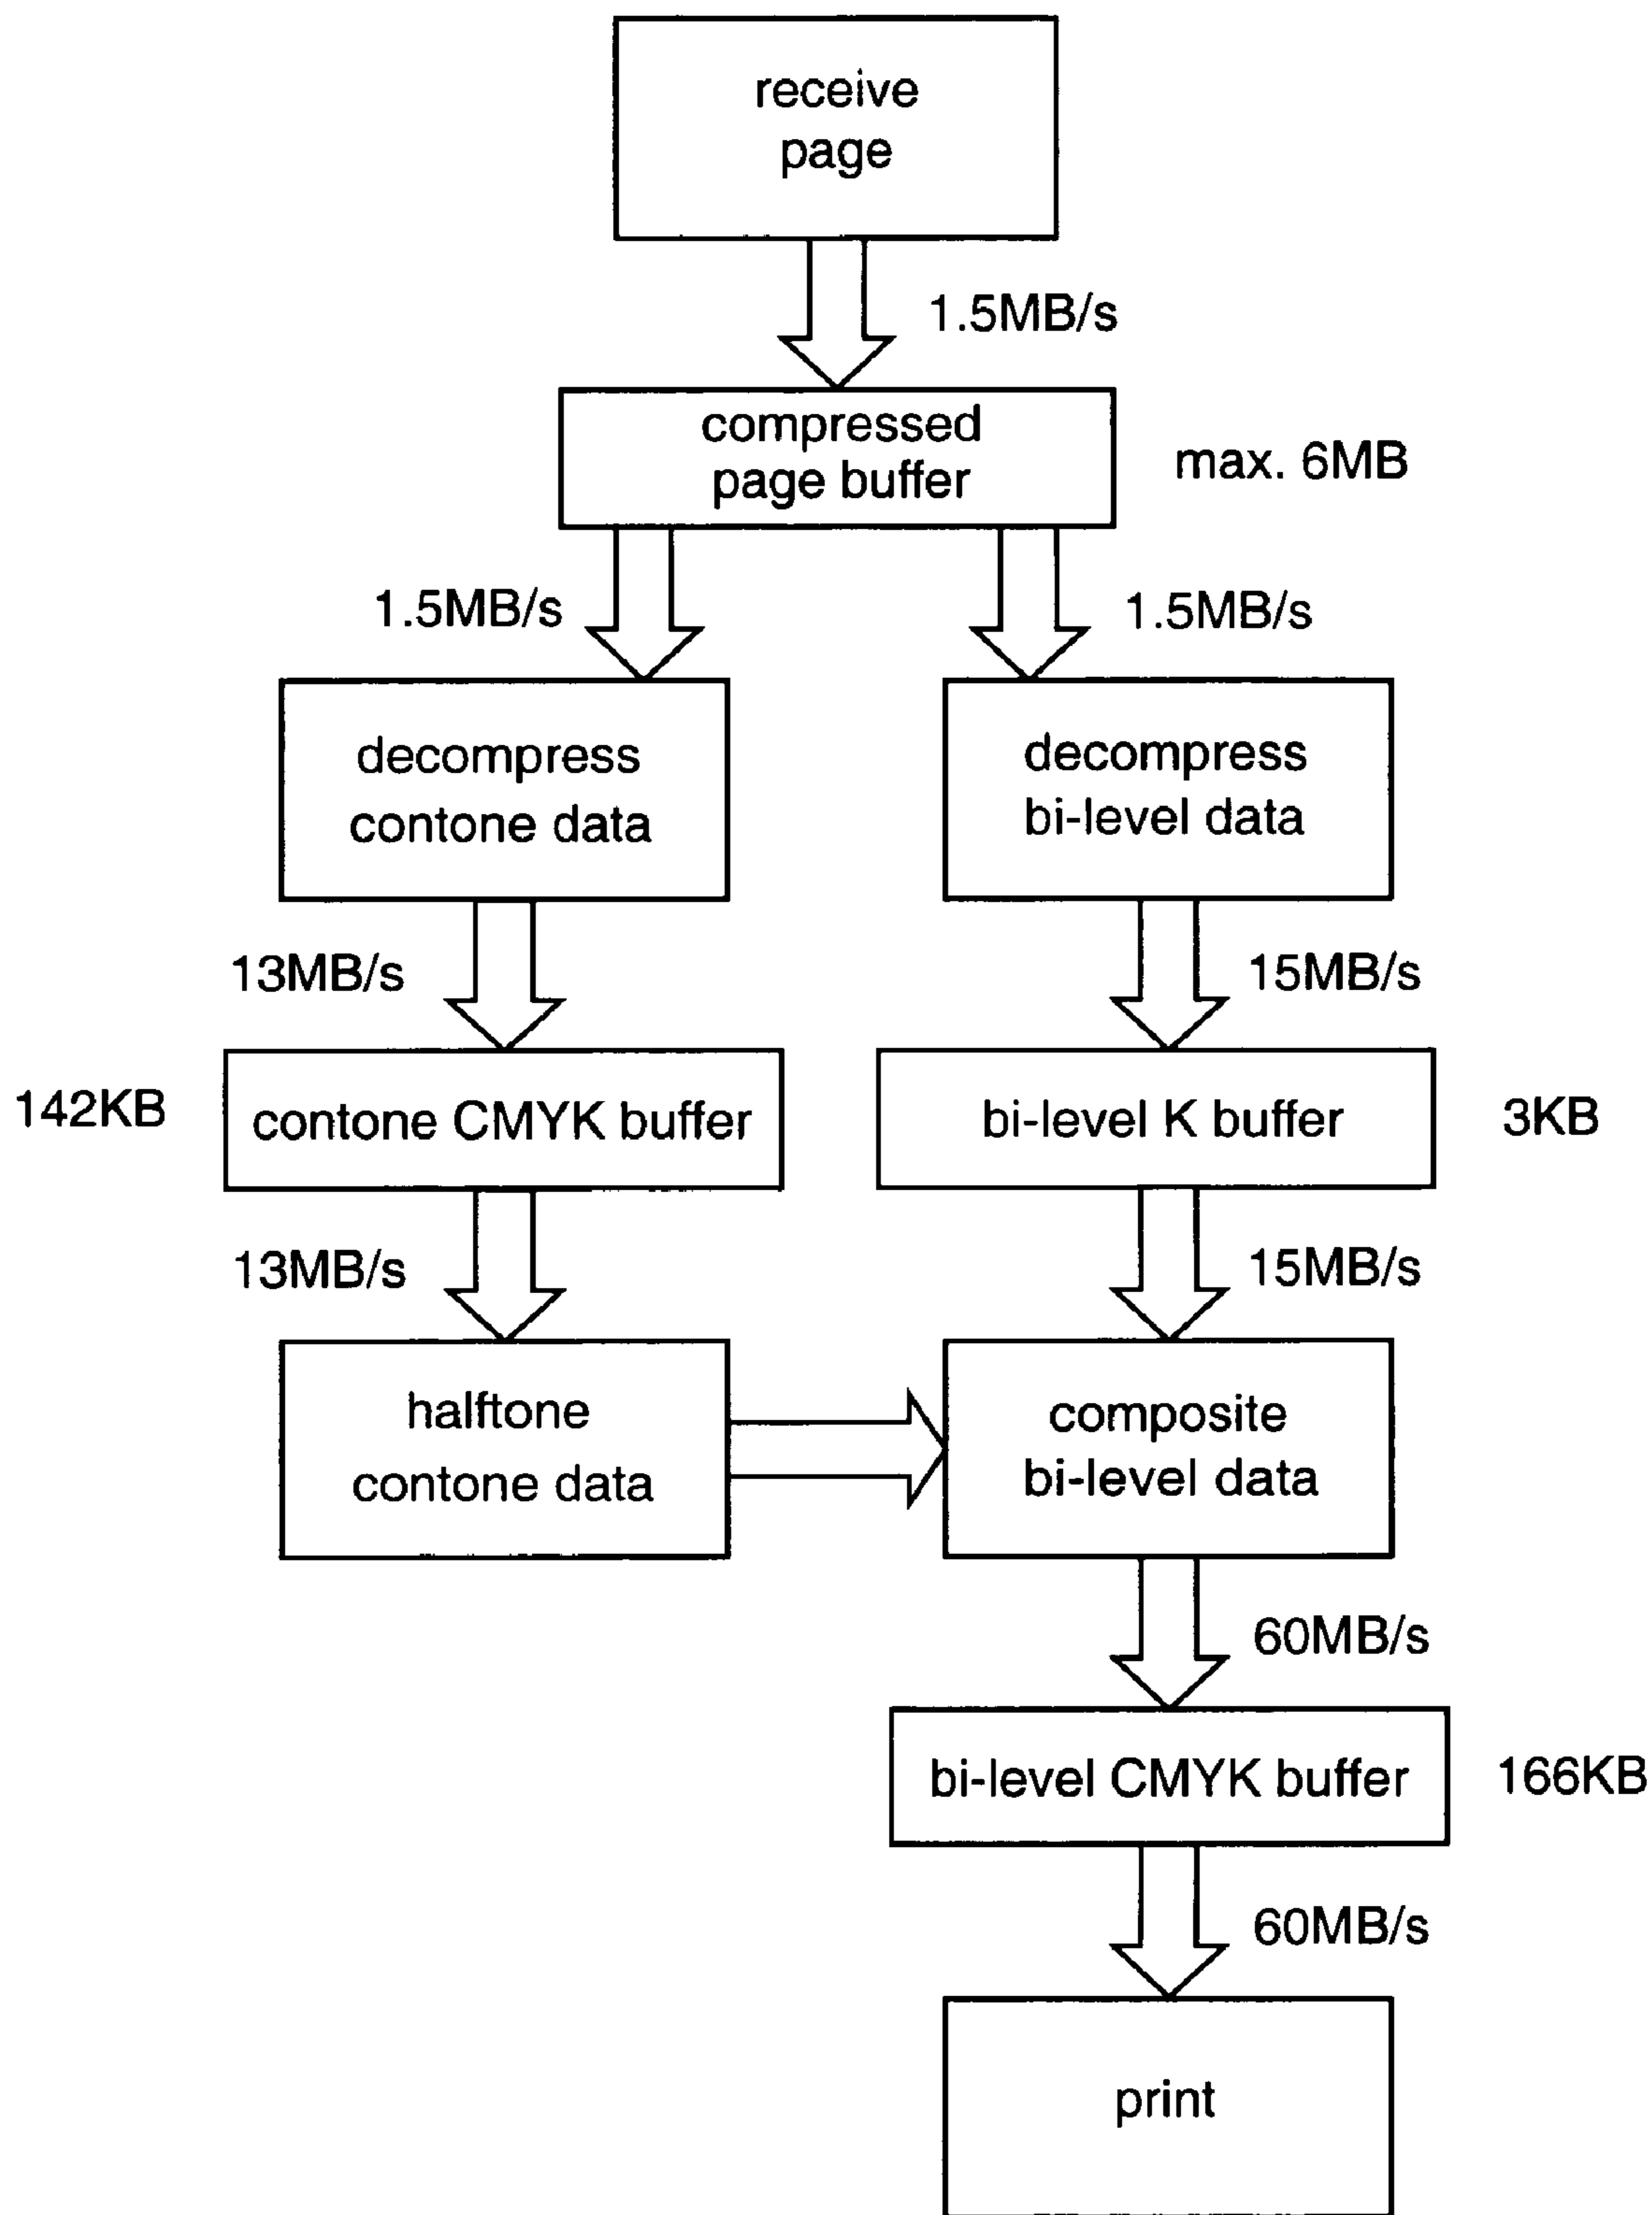 receive
page
1.5MB/s
compressed
page buffer
max. 6MB
1.5MB/s
1.5MB/s
decompress
contone data
decompress
bi-level data
13MB/s
15MB/s
142KB
contone CMYK buffer
bi-level K buffer
3KB
13MB/s
15MB/s
halftone
contone data
composite
bi-level data
60MB/s
bi-level CMYK buffer
166KB
60MB/s
print